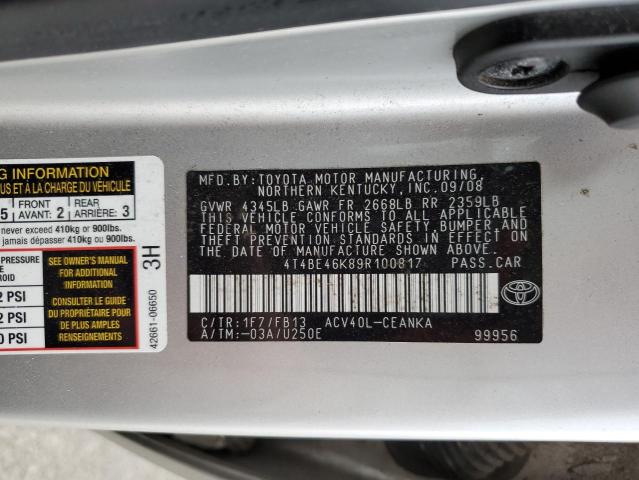 MFD.BY:TOYOTA MOTOR MANUFACTURING,
NORTHERN KENTUCKY, INC.09/08
GVWR 4345LB GAWR FR 2668LB RR 2359LB
THIS VEHICLE CONFORMS TO ALL APPLICABLE
FEDERAL MOTOR VEHICLE SAFETY, BUMPER, AND
THEFT PREVENTION STANDARDS IN EFFECT ON
THE DATE OF MANUFACTURE SHOWN ABOVE.
4T4BE46K89R100817 PASS.CAR
C/TR:1F7/FB13 ACV40L-CEANKA
A/TM:-03A/U250E 99956
TOYOTA
INFORMATION
US ET À LA CHARGE DU VÉHICULE
5 FRONT REAR
AVANT: 2 ARRIÈRE: 3
never exceed 410kg or 900lbs.
jamais dépasser 410kg or 900lbs.
SEE OWNER'S MANUAL
FOR ADDITIONAL
INFORMATION
CONSULTER LE GUIDE
DU PROPRIÉTAIRE
POUR PLUS AMPLES
RENSEIGNEMENTS
2 PSI
2 PSI
0 PSI
3H
42661-06650